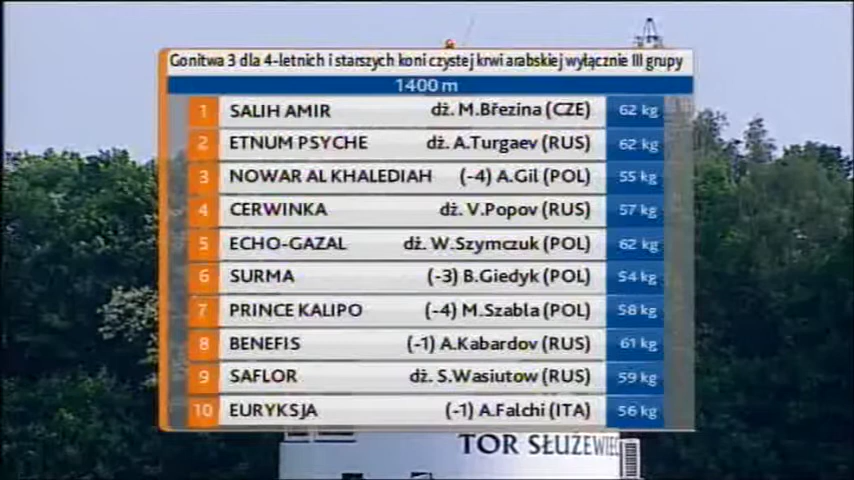 Gonitwa 3 dla 4-letnich i starszych koni czystej krwi arabskiej wyłącznie III grupy
1400 m
1 SALIH AMIR dż. M.Březina (CZE) 62 kg
2 ETNUM PSYCHE dż. A.Turgaev (RUS) 62 kg
3 NOWAR AL KHALEDIAH (-4) A.Gil (POL) 55 kg
4 CERWINKA dż. V.Popov (RUS) 57 kg
5 ECHO-GAZAL dż. W.Szymczuk (POL) 62 kg
6 SURMA (-3) B.Giedyk (POL) 54 kg
7 PRINCE KALIPO (-4) M.Szabla (POL) 58 kg
8 BENEFIS (-1) A.Kabardov (RUS) 61 kg
9 SAFLOR dż. S.Wasiutow (RUS) 59 kg
10 EURYKSJA (-1) A.Falchi (ITA) 56 kg
TOR SŁUŻEWIEC